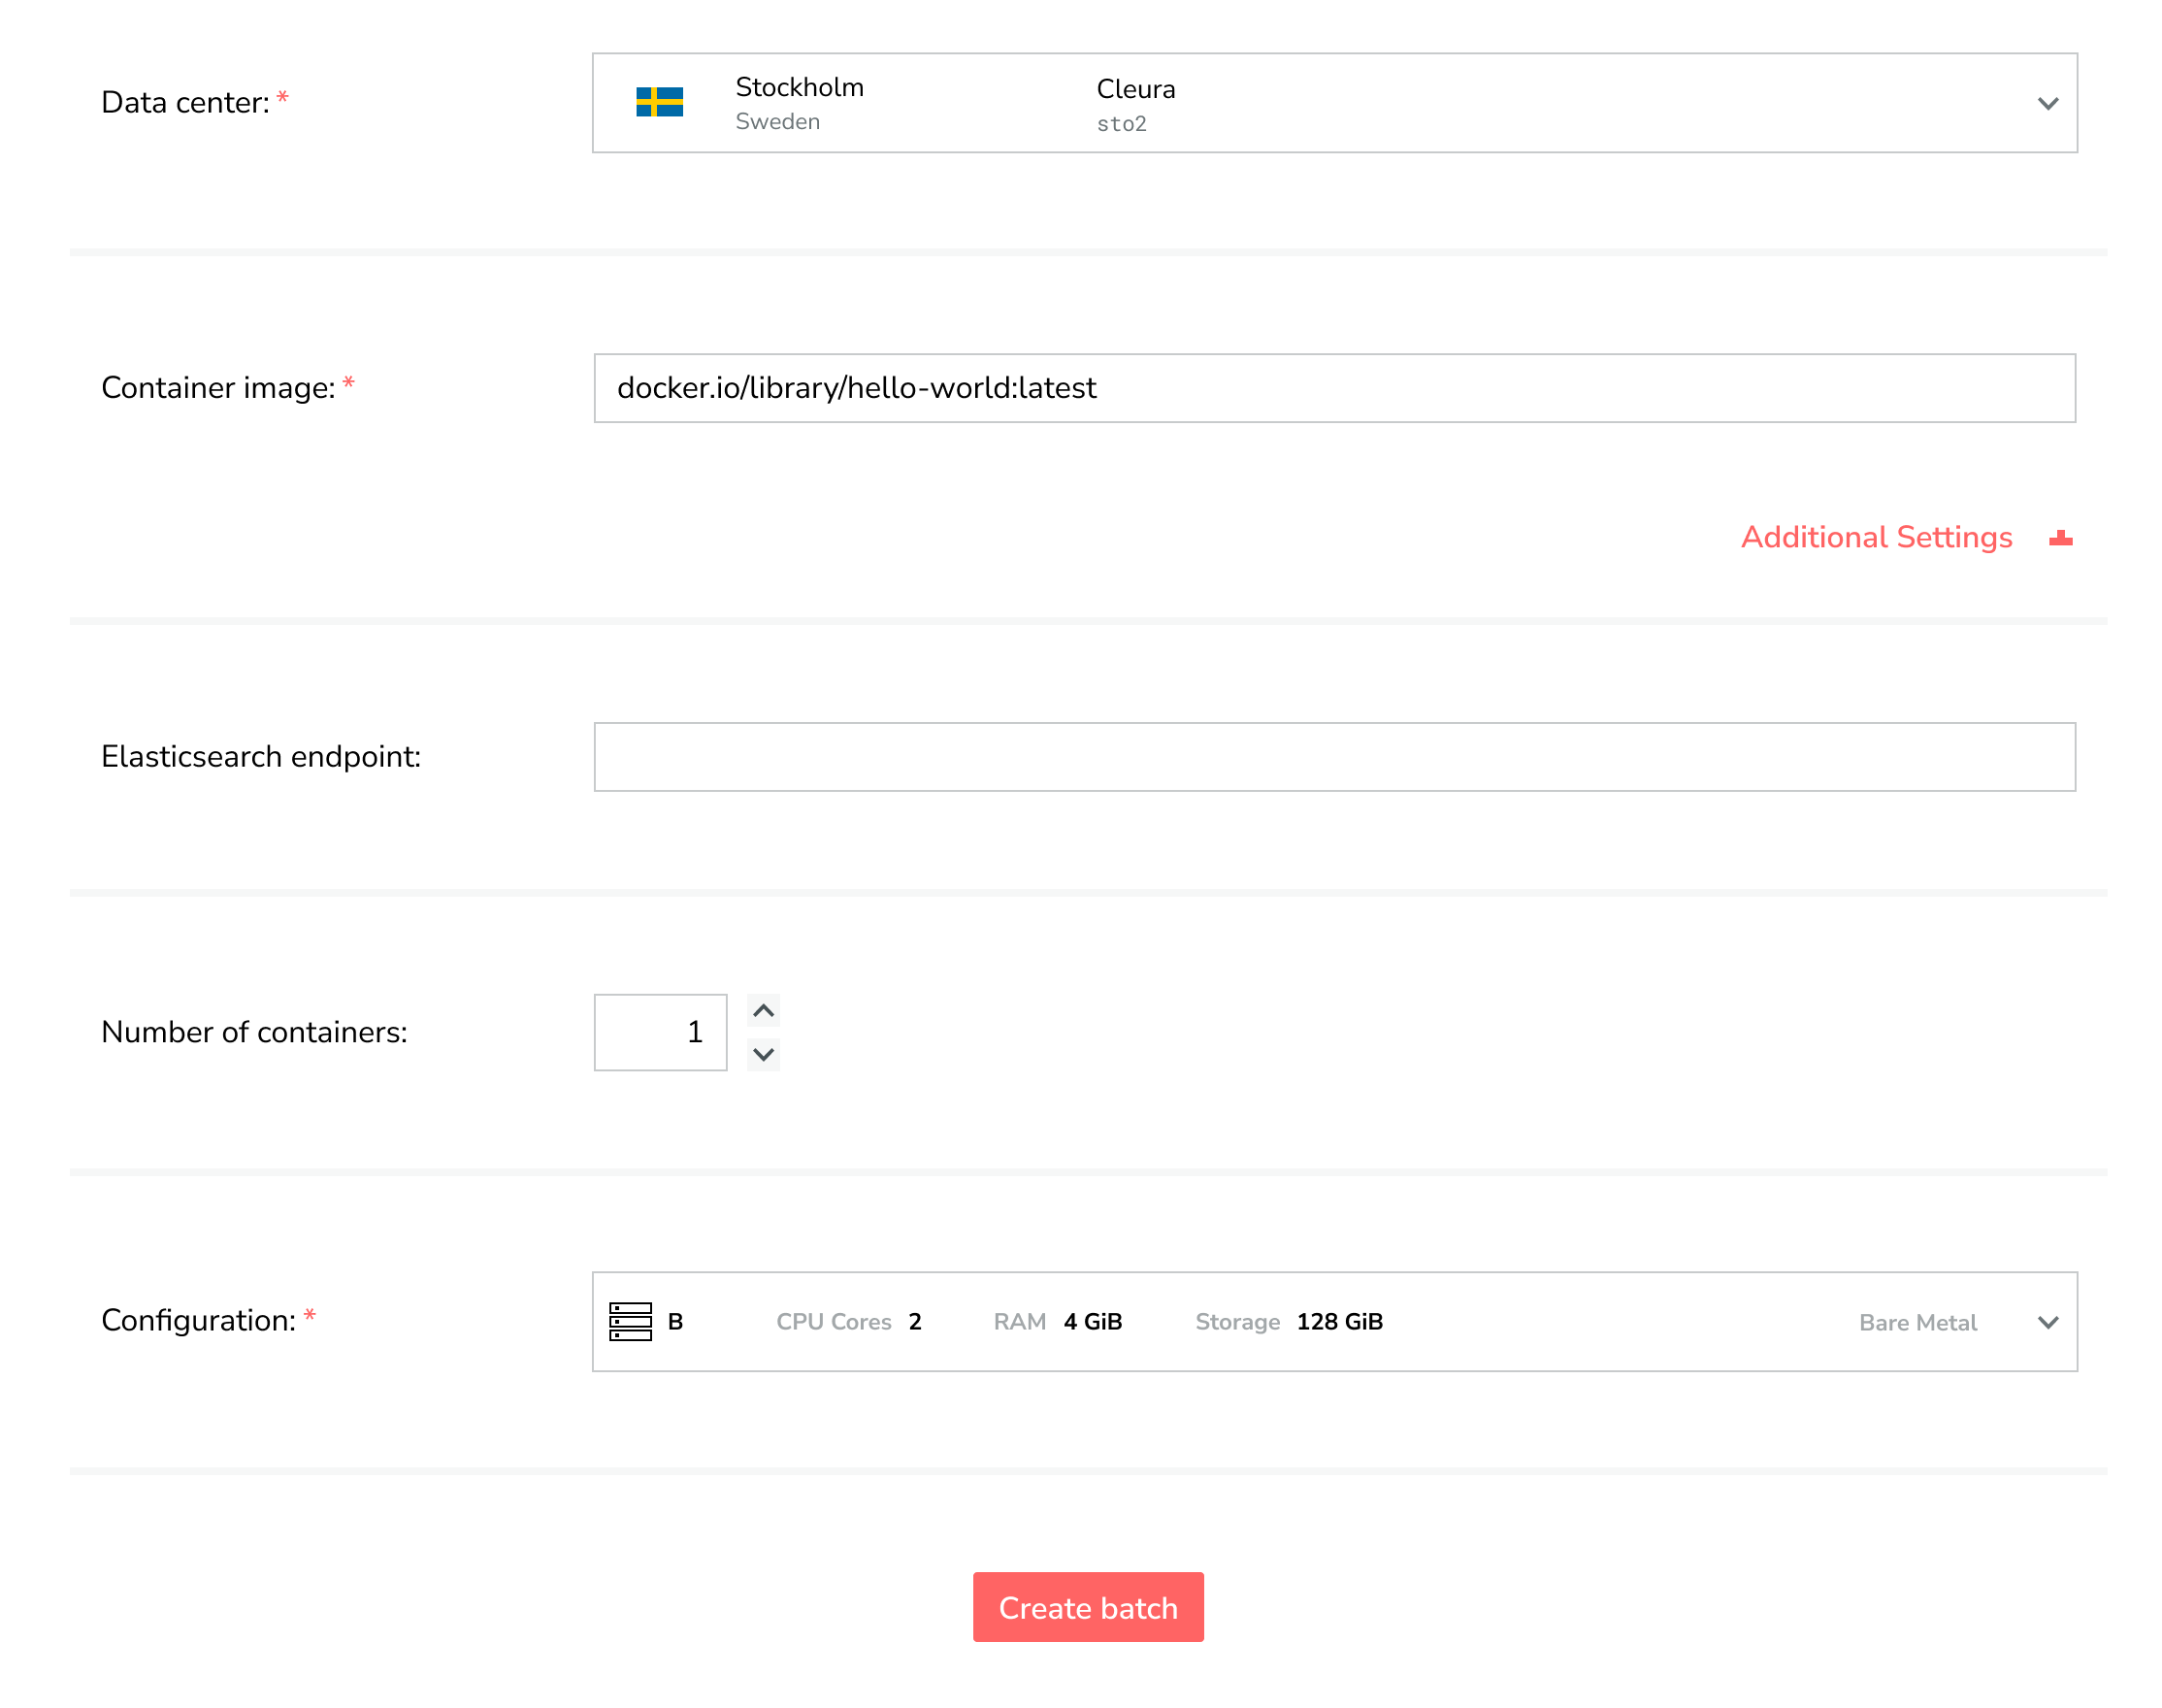 Data center: *
Stockholm
Sweden
Cleura
sto2
Container image: *
docker.io/library/hello-world:latest
Additional Settings
Elasticsearch endpoint:
Number of containers:
1
Configuration: *
B CPU Cores 2 RAM 4 GiB Storage 128 GiB Bare Metal
Create batch